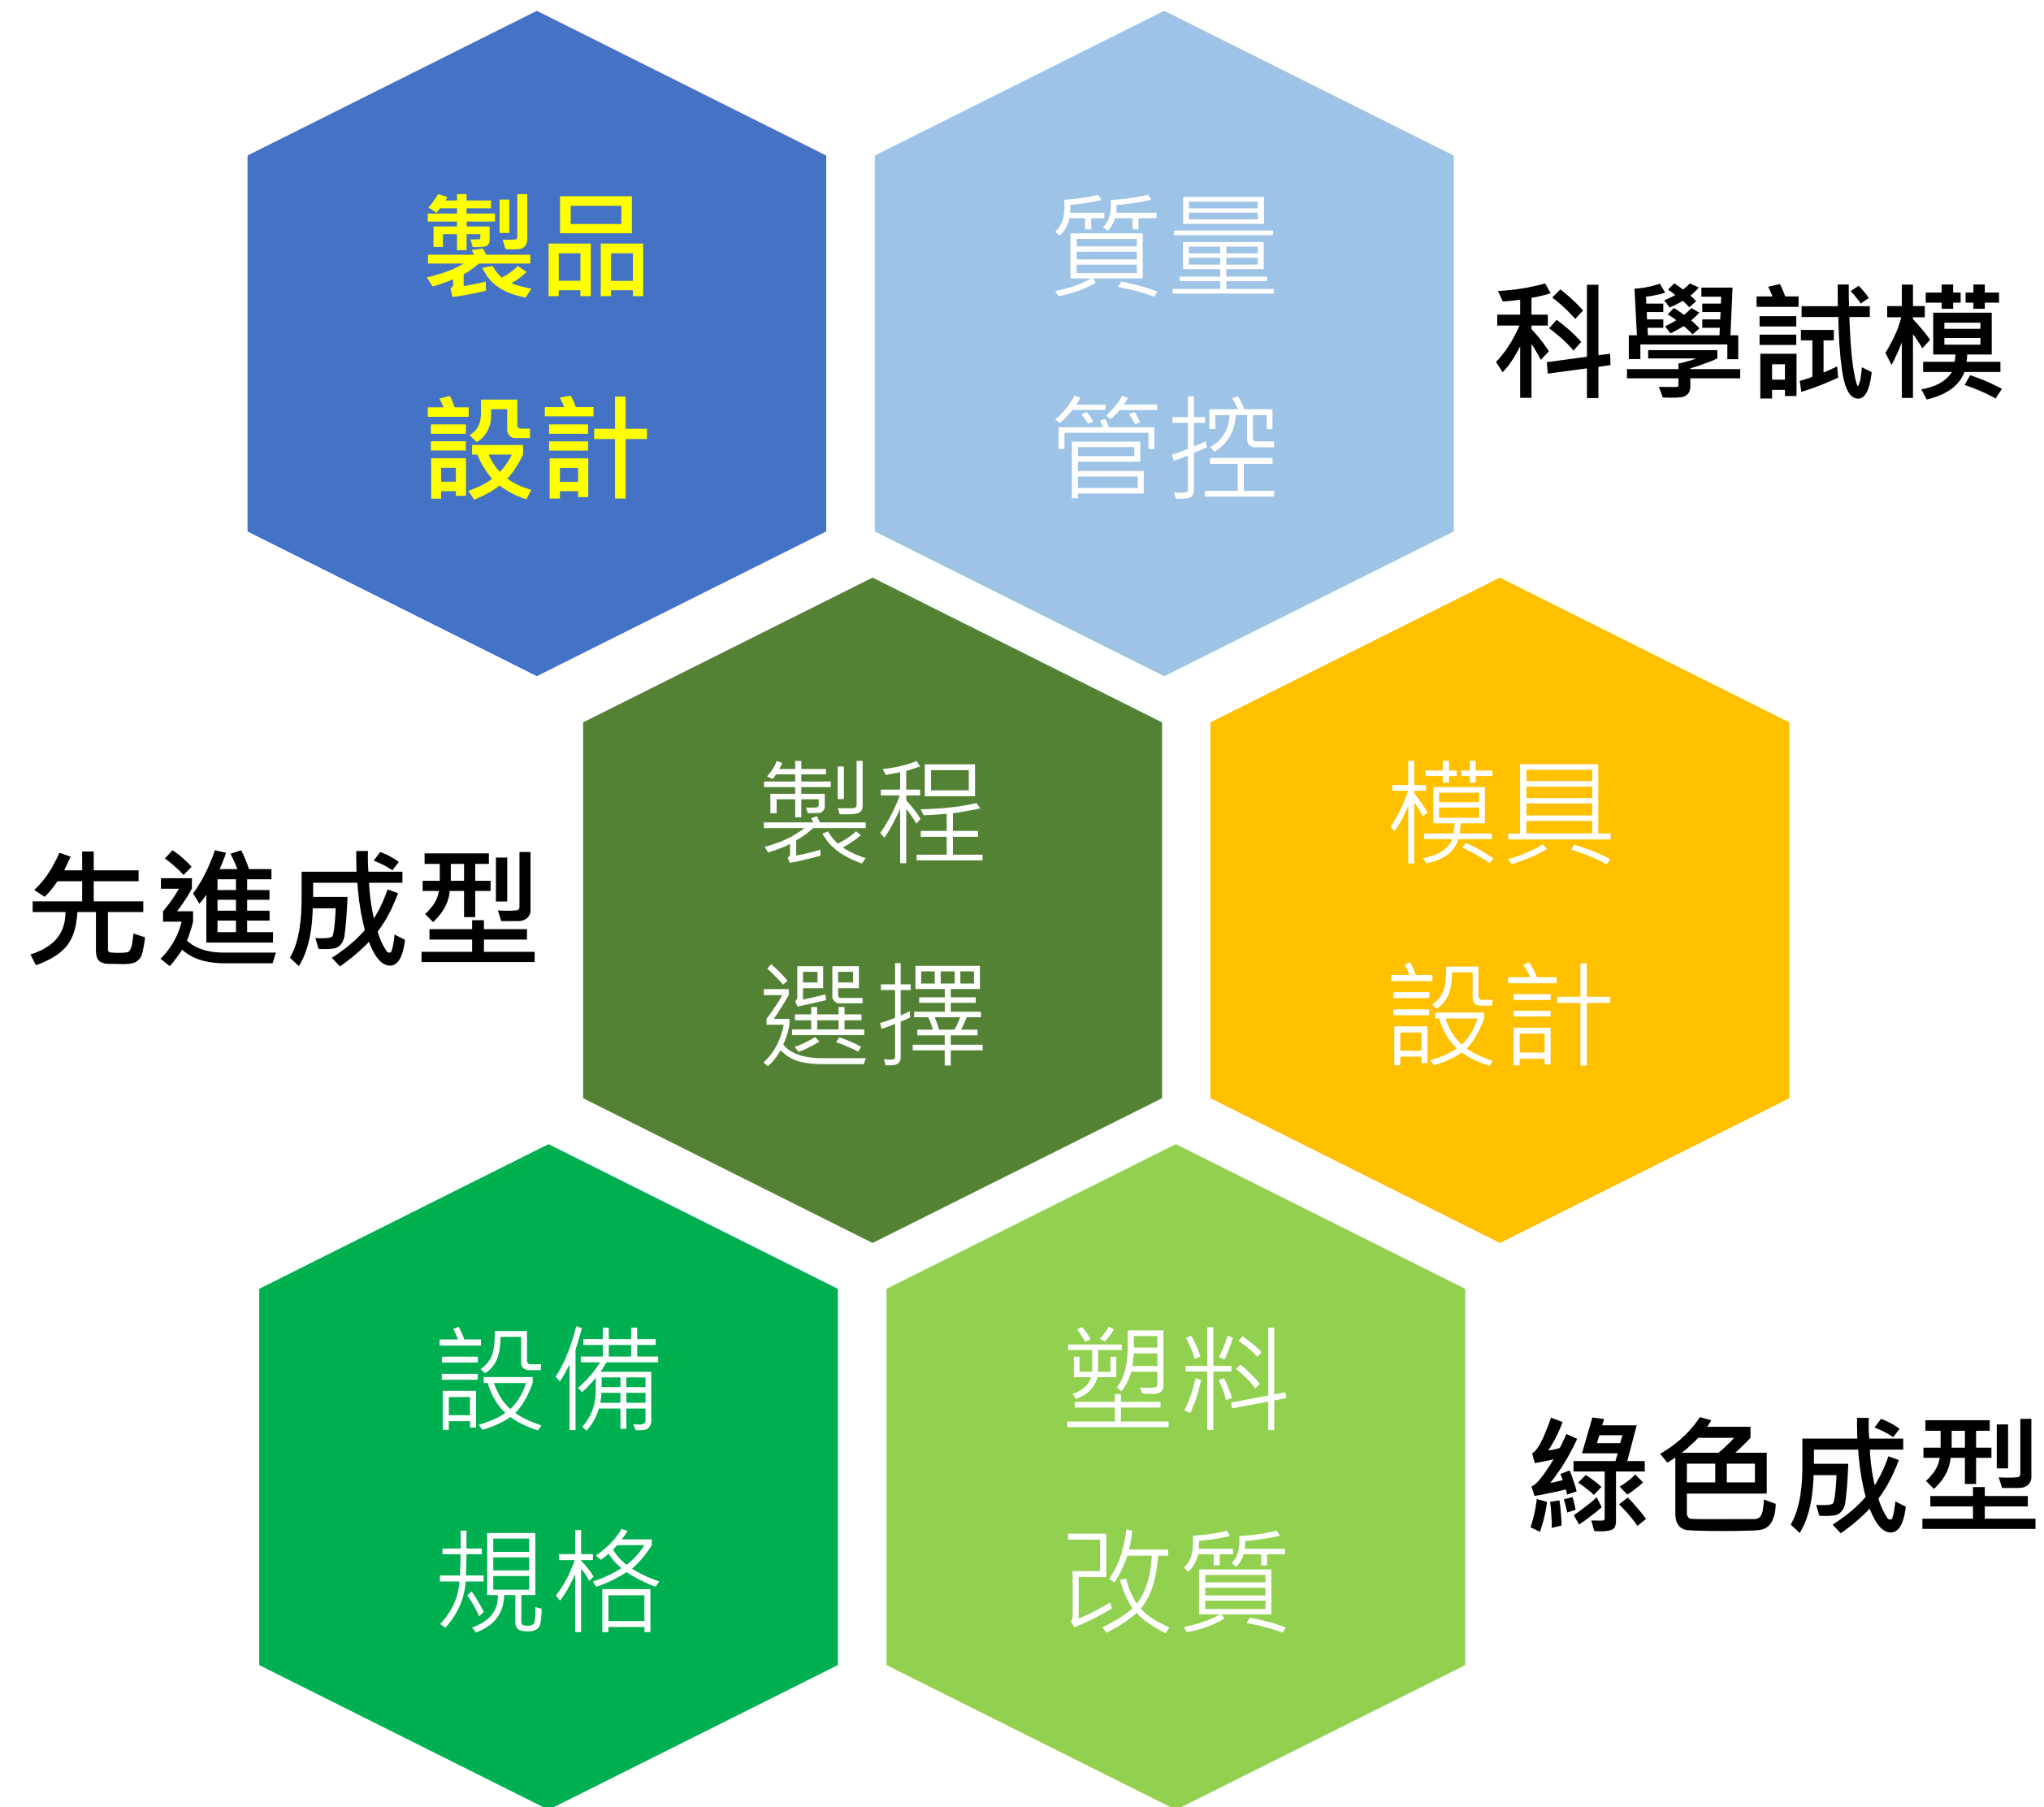 製品
設計
質量
管控
科學試模
先進成型
製程
選擇
模具
設計
設備
規格
塑料
改質
綠色成型